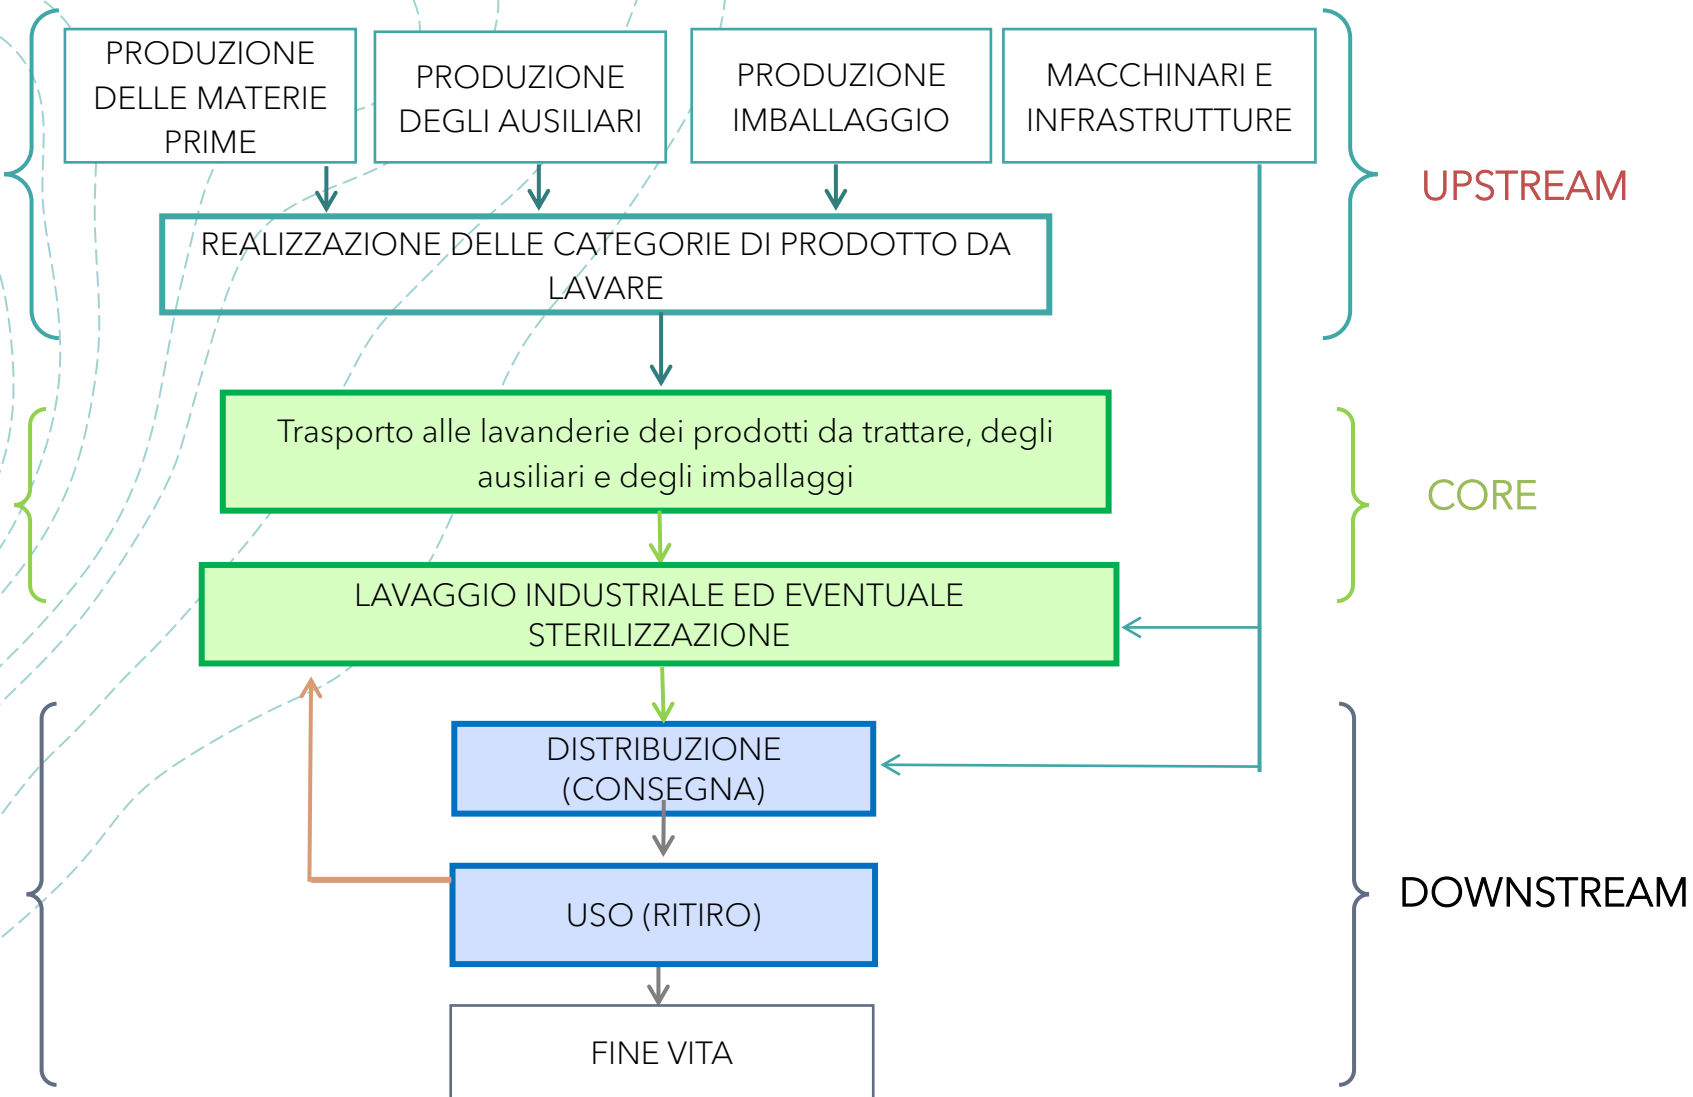 PRODUZIONE
DELLE MATERIE
PRIME
PRODUZIONE
DEGLI AUSILIARI
PRODUZIONE
IMBALLAGGIO
MACCHINARI E
INFRASTRUTTURE
UPSTREAM
REALIZZAZIONE DELLE CATEGORIE DI PRODOTTO DA
LAVARE
Trasporto alle lavanderie dei prodotti da trattare, degli
ausiliari e degli imballaggi
CORE
LAVAGGIO INDUSTRIALE ED EVENTUALE
STERILIZZAZIONE
DISTRIBUZIONE
(CONSEGNA)
USO (RITIRO)
DOWNSTREAM
FINE VITA